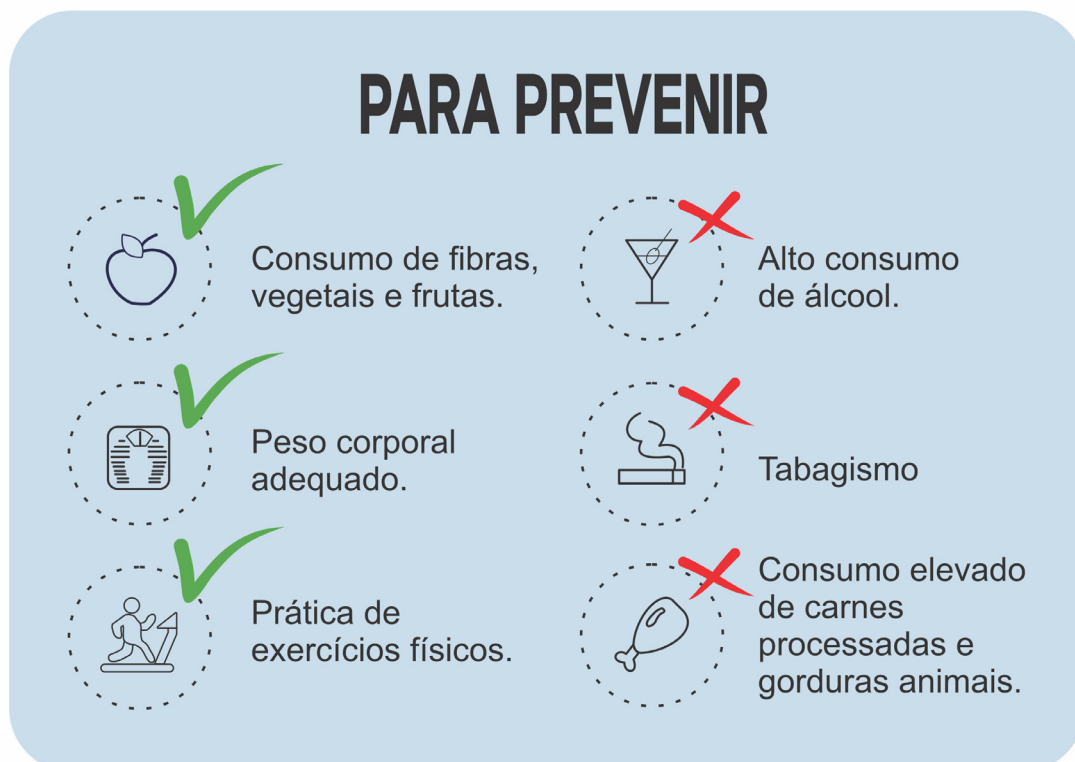 PARA PREVENIR
Consumo de fibras,
vegetais e frutas.
Alto consumo
de álcool.
Peso corporal
adequado.
Tabagismo
Prática de
exercícios físicos.
Consumo elevado
de carnes
processadas e
gorduras animais.